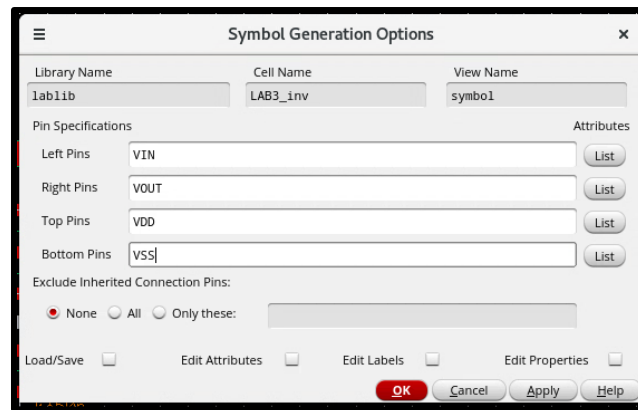 Symbol Generation Options
Library Name Cell Name View Name
lablib LAB3_inv symbol
Pin Specifications Attributes
Left Pins VIN List
Right Pins VOUT List
Top Pins VDD List
Bottom Pins VSS List
Exclude Inherited Connection Pins:
None All Only these:
Load/Save Edit Attributes Edit Labels Edit Properties
OK Cancel Apply Help